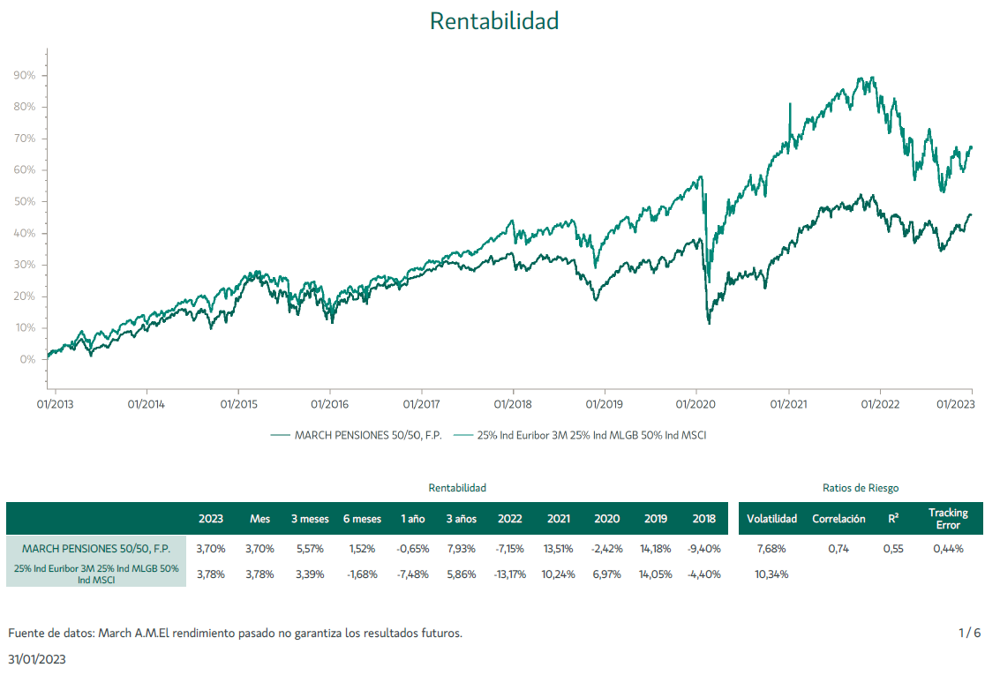 Rentabilidad
90%
80%
70%
60%
50%
40%
30%
20%
10%
0%
01/2013 01/2014 01/2015 01/2016 01/2017 01/2018 01/2019 01/2020 01/2021 01/2022 01/2023
MARCH PENSIONES 50/50, F.P. 25% Ind Euribor 3M 25% Ind MLGB 50% Ind MSCI
Rentabilidad Ratios de Riesgo
2023 Mes 3 meses 6 meses 1 año 3 años 2022 2021 2020 2019 2018 Volatilidad Correlación R² Tracking
Error
MARCH PENSIONES 50/50, F.P. 3,70% 3,70% 5,57% 1,52% -0,65% 7,93% -7,15% 13,51% -2,42% 14,18% -9,40% 7,68% 0,74 0,55 0,44%
25% Ind Euribor 3M 25% Ind MLGB 50%
Ind MSCI 3,78% 3,78% 3,39% -1,68% -7,48% 5,86% -13,17% 10,24% 6,97% 14,05% -4,40% 10,34%
Fuente de datos: March A.M.El rendimiento pasado no garantiza los resultados futuros. 1 / 6
31/01/2023